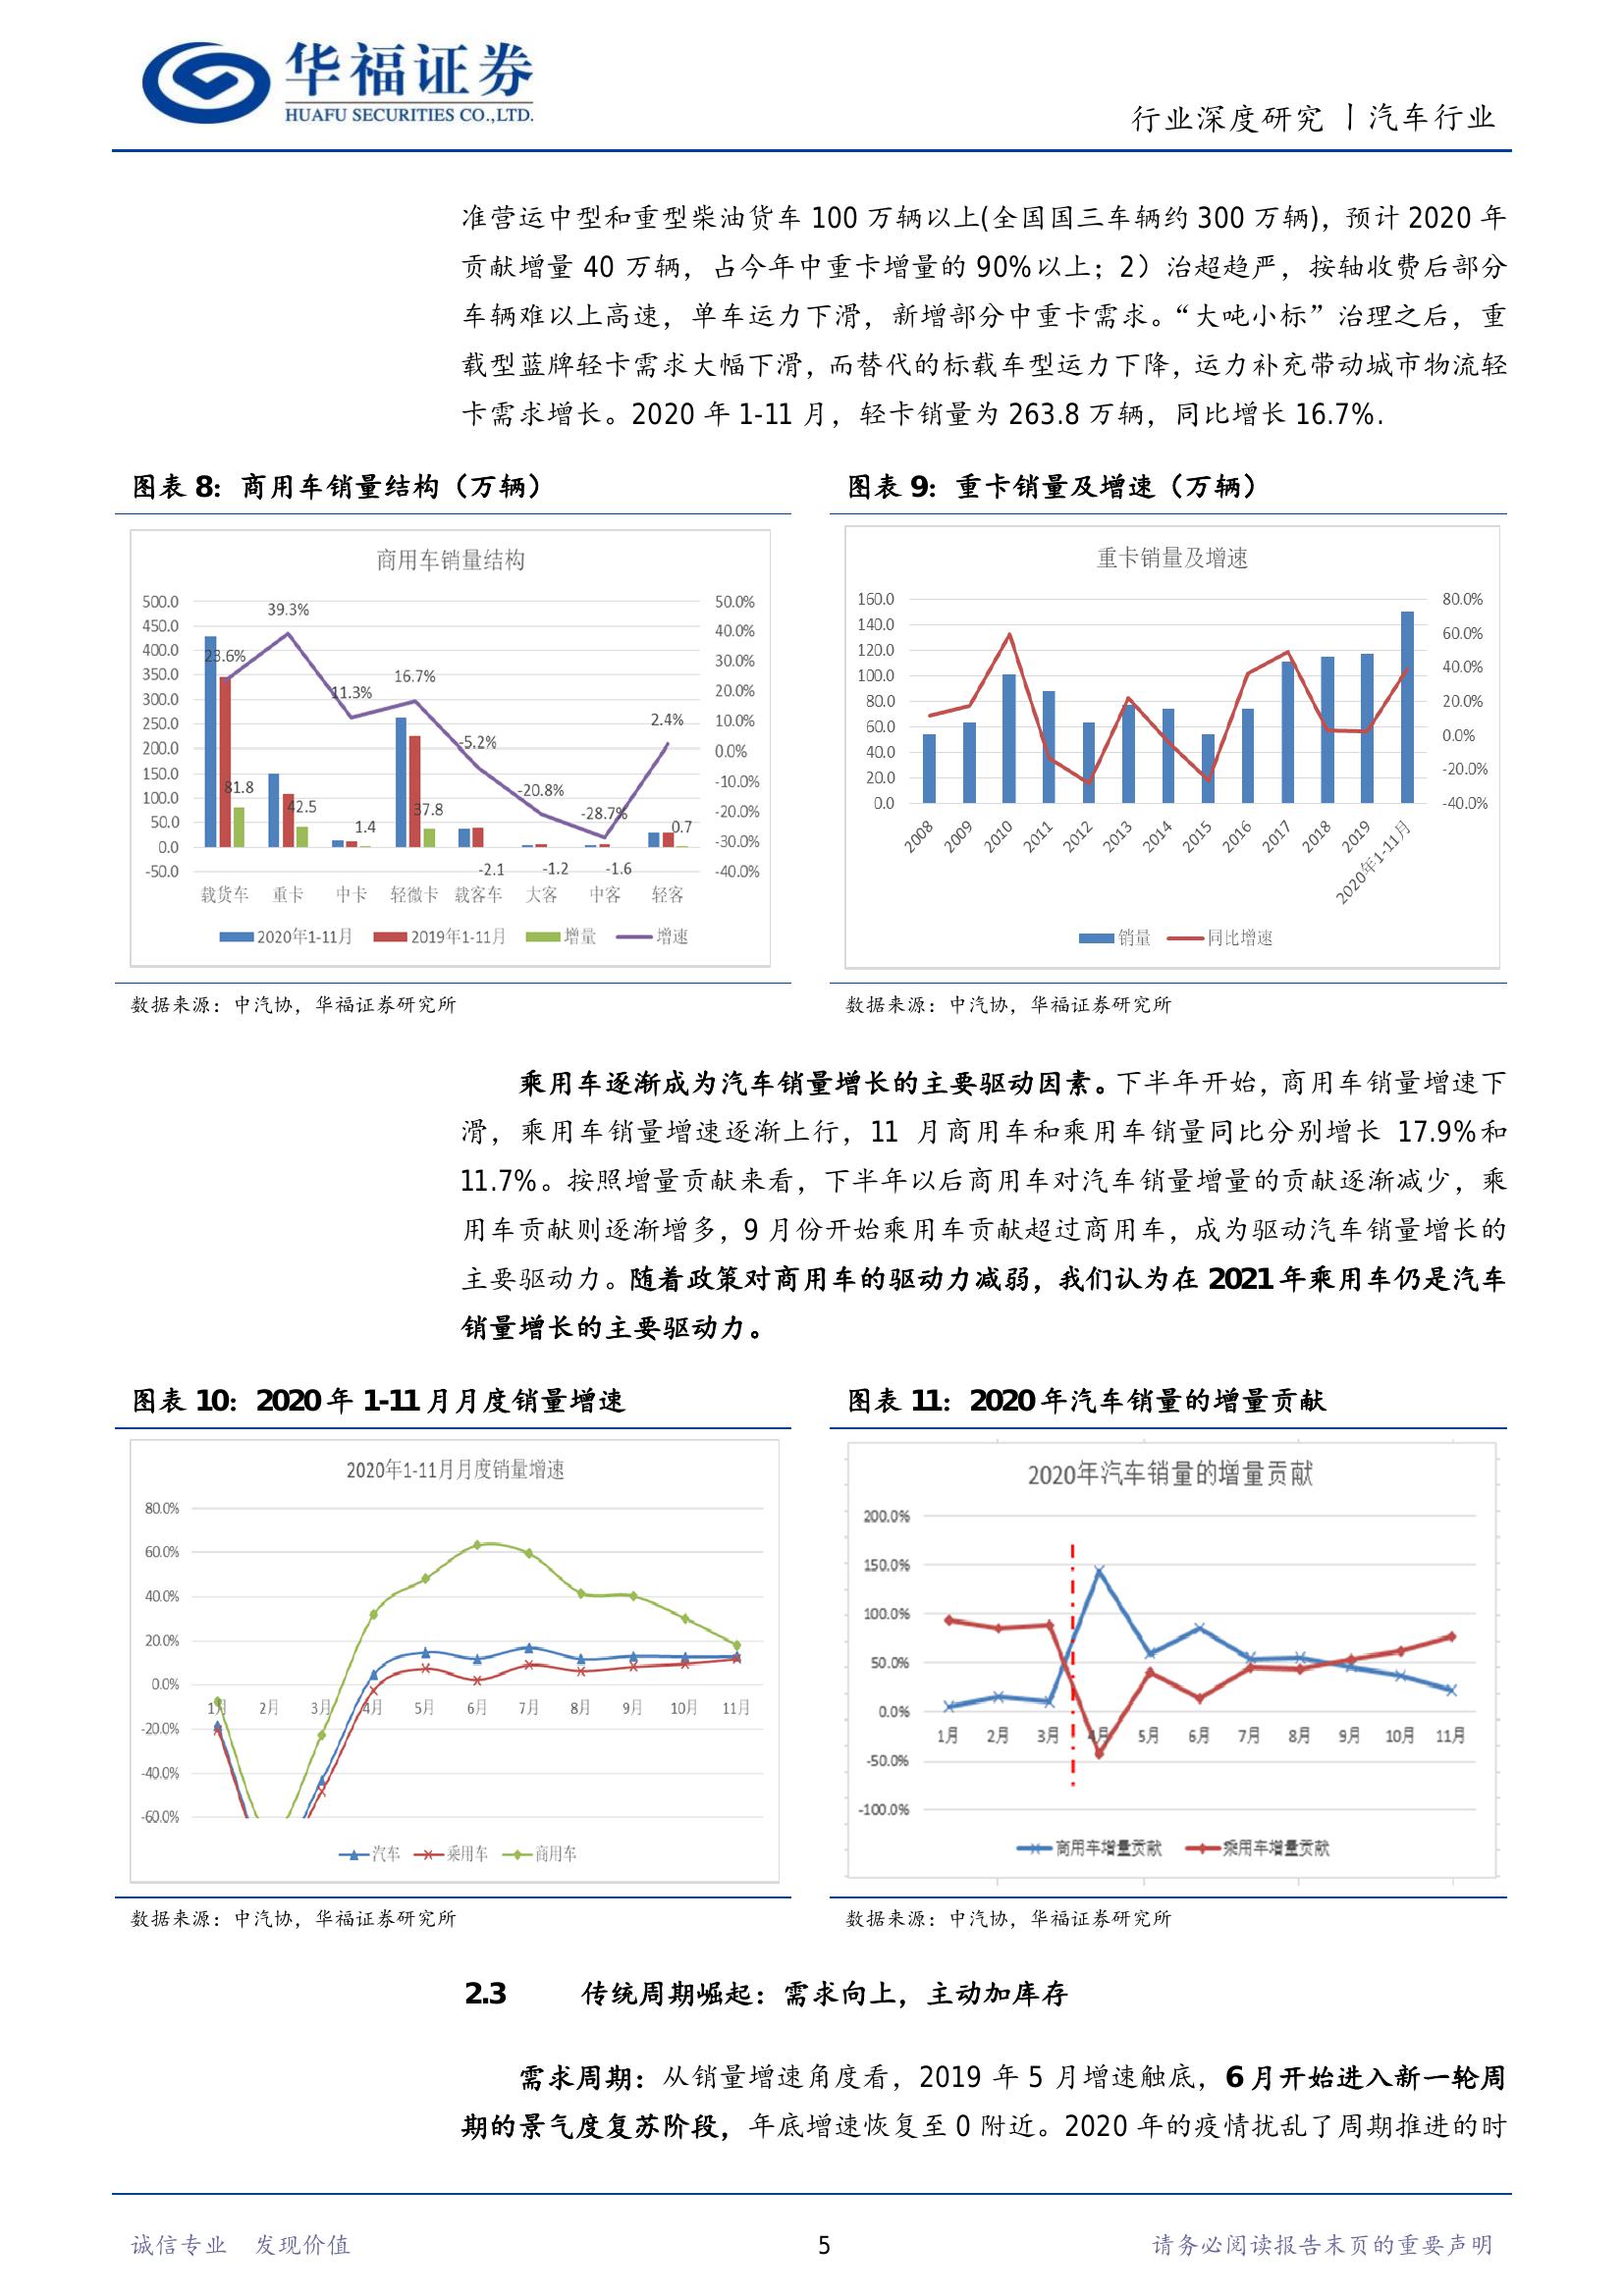 华福证券
HUAFU SECURITIES CO.,LTD.
行业深度研究 丨汽车行业
准营运中型和重型柴油货车 100 万辆以上(全国国三车辆约 300 万辆)，预计 2020 年
贡献增量 40 万辆，占今年中重卡增量的 90%以上；2）治超趋严，按轴收费后部分
车辆难以上高速，单车运力下滑，新增部分中重卡需求。“大吨小标”治理之后，重
载型蓝牌轻卡需求大幅下滑，而替代的标载车型运力下降，运力补充带动城市物流轻
卡需求增长。2020 年 1-11 月，轻卡销量为 263.8 万辆，同比增长 16.7%.
图表 8：商用车销量结构（万辆）
商用车销量结构
500.0
450.0
400.0
350.0
300.0
250.0
200.0
150.0
100.0
50.0
0.0
-50.0
50.0%
40.0%
30.0%
20.0%
10.0%
0.0%
-10.0%
-20.0%
-30.0%
-40.0%
23.6%
39.3%
11.3%
16.7%
-5.2%
-20.8%
-28.7%
2.4%
81.8
42.5
1.4
37.8
-2.1
-1.2
-1.6
0.7
载货车 重卡 中卡 轻微卡 载客车 大客 中客 轻客
2020年1-11月 2019年1-11月 增量 增速
数据来源：中汽协，华福证券研究所
图表 9：重卡销量及增速（万辆）
重卡销量及增速
160.0
140.0
120.0
100.0
80.0
60.0
40.0
20.0
0.0
80.0%
60.0%
40.0%
20.0%
0.0%
-20.0%
-40.0%
2008 2009 2010 2011 2012 2013 2014 2015 2016 2017 2018 2019 2020年1-11月
销量 同比增速
数据来源：中汽协，华福证券研究所
乘用车逐渐成为汽车销量增长的主要驱动因素。下半年开始，商用车销量增速下
滑，乘用车销量增速逐渐上行，11 月商用车和乘用车销量同比分别增长 17.9%和
11.7%。按照增量贡献来看，下半年以后商用车对汽车销量增量的贡献逐渐减少，乘
用车贡献则逐渐增多，9 月份开始乘用车贡献超过商用车，成为驱动汽车销量增长的
主要驱动力。随着政策对商用车的驱动力减弱，我们认为在 2021 年乘用车仍是汽车
销量增长的主要驱动力。
图表 10：2020 年 1-11 月月度销量增速
2020年1-11月月度销量增速
80.0%
60.0%
40.0%
20.0%
0.0%
-20.0%
-40.0%
-60.0%
1月 2月 3月 4月 5月 6月 7月 8月 9月 10月 11月
汽车 乘用车 商用车
数据来源：中汽协，华福证券研究所
图表 11：2020 年汽车销量的增量贡献
2020年汽车销量的增量贡献
200.0%
150.0%
100.0%
50.0%
0.0%
-50.0%
-100.0%
1月 2月 3月 4月 5月 6月 7月 8月 9月 10月 11月
商用车增量贡献 乘用车增量贡献
数据来源：中汽协，华福证券研究所
2.3 传统周期崛起：需求向上，主动加库存
需求周期：从销量增速角度看，2019 年 5 月增速触底，6 月开始进入新一轮周
期的景气度复苏阶段，年底增速恢复至 0 附近。2020 年的疫情扰乱了周期推进的时
诚信专业 发现价值
5
请务必阅读报告末页的重要声明